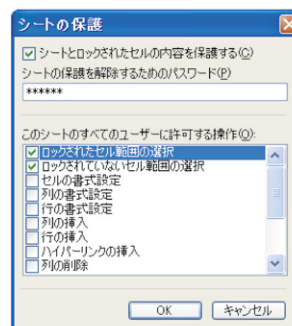 シートの保護
シートとロックされたセルの内容を保護する(C)
シートの保護を解除するためのパスワード(P)
******
このシートのすべてのユーザーに許可する操作(O):
ロックされたセル範囲の選択
ロックされていないセル範囲の選択
セルの書式設定
列の書式設定
行の書式設定
列の挿入
行の挿入
ハイパーリンクの挿入
列の削除
OK
キャンセル